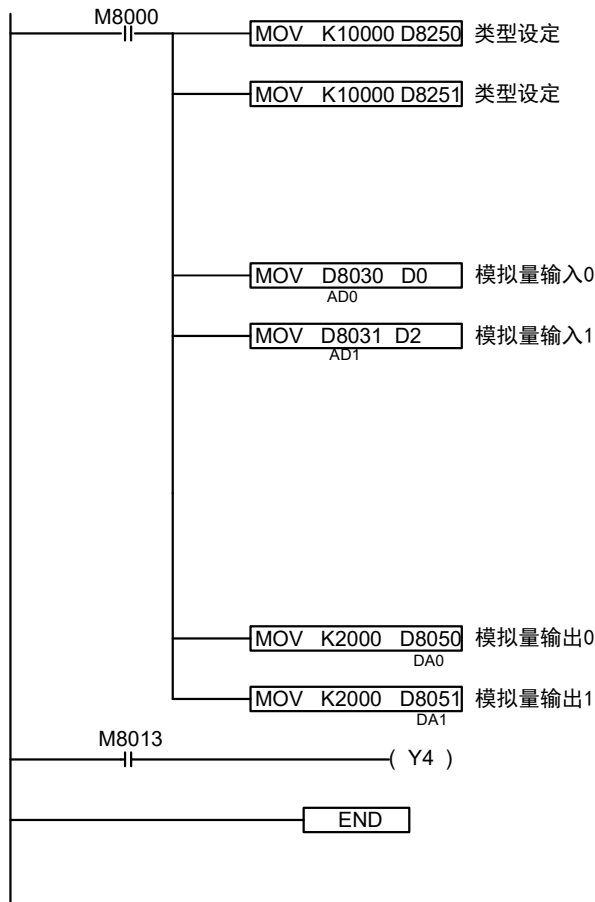 M8000
MOV K10000 D8250 类型设定
MOV K10000 D8251 类型设定
MOV D8030 D0 模拟量输入0
AD0
MOV D8031 D2 模拟量输入1
AD1
MOV K2000 D8050 模拟量输出0
DA0
MOV K2000 D8051 模拟量输出1
DA1
M8013
( Y4 )
END